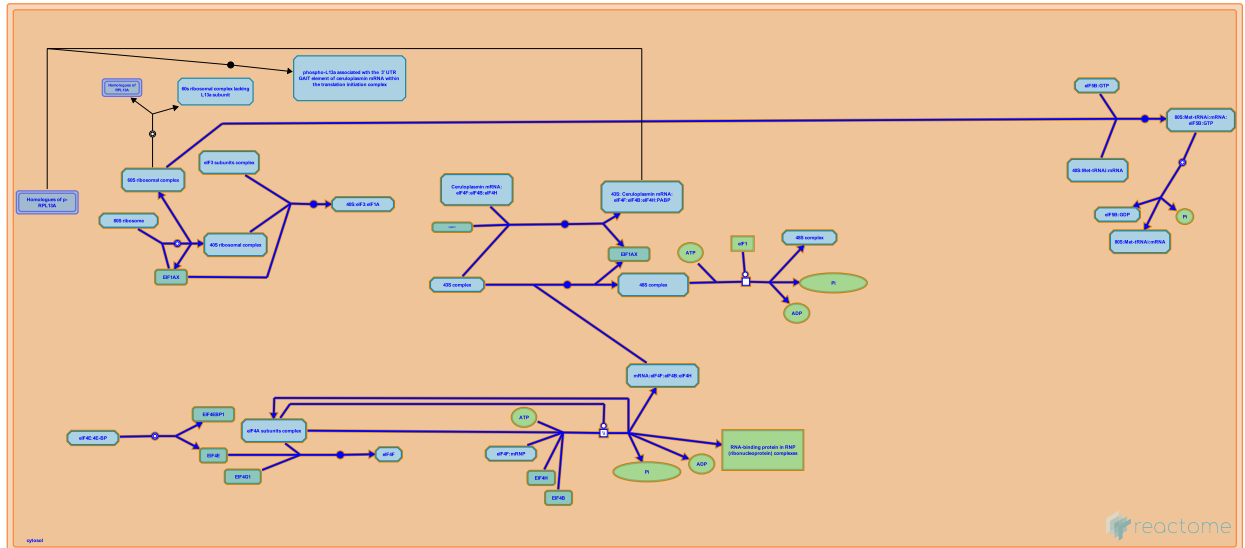 phospho-L13a associated wth the 3' UTR
GAIT element of ceruloplasmin mRNA within
the translation initiation complex
Homologues of
RPL13A
60s ribosomal complex lacking
L13a subunit
eIF5B:GTP
80S:Met-tRNAi:mRNA:
eIF5B:GTP
eIF3 subunits complex
40S:Met-tRNAi:mRNA
60S ribosomal complex
Ceruloplasmin mRNA:
eIF4F:eIF4B:eIF4H
43S: Ceruloplasmin mRNA:
eIF4F:eIF4B:eIF4H:PABP
Homologues of p-
RPL13A
40S:eIF3:eIF1A
80S ribosome
eIF5B:GDP
Pi
40S ribosomal complex
80S:Met-tRNAi:mRNA
eIF1
48S complex
ATP
EIF1AX
EIF1AX
43S complex
48S complex
Pi
ADP
mRNA:eIF4F:eIF4B:eIF4H
EIF4EBP1
ATP
eIF4A subunits complex
eIF4E:4E-BP
EIF4E
eIF4F
eIF4F:mRNP
RNA-binding protein in RNP
(ribonucleoprotein) complexes
ADP
Pi
EIF4G1
EIF4H
EIF4B
reactome
cytosol